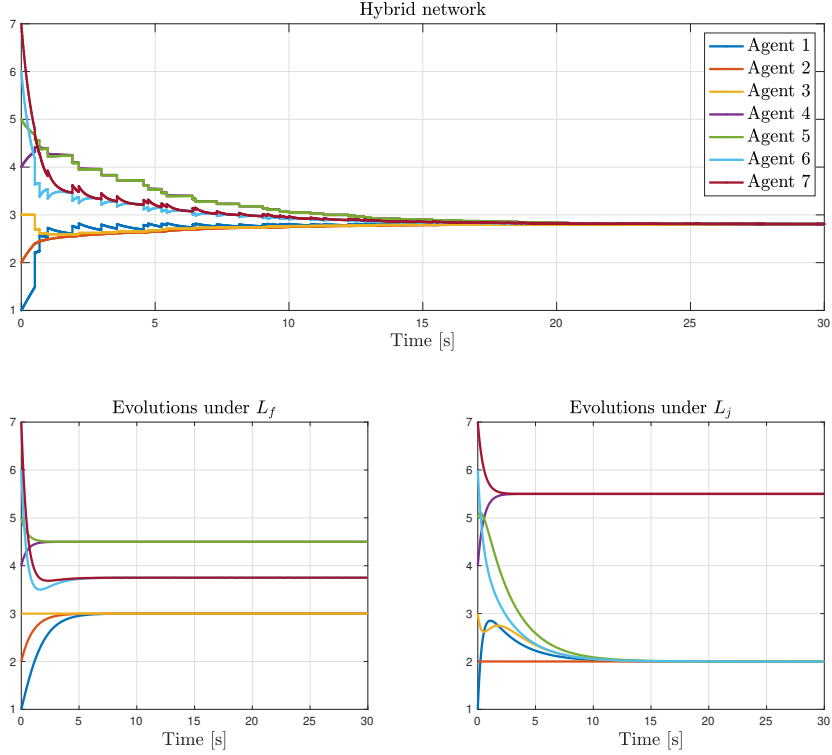 Hybrid network
7
6
5
4
3
2
1
0 5 10 15 20 25 30
Time [s]
Agent 1
Agent 2
Agent 3
Agent 4
Agent 5
Agent 6
Agent 7
Evolutions under L_f
7
6
5
4
3
2
1
0 5 10 15 20 25 30
Time [s]
Evolutions under L_j
7
6
5
4
3
2
1
0 5 10 15 20 25 30
Time [s]